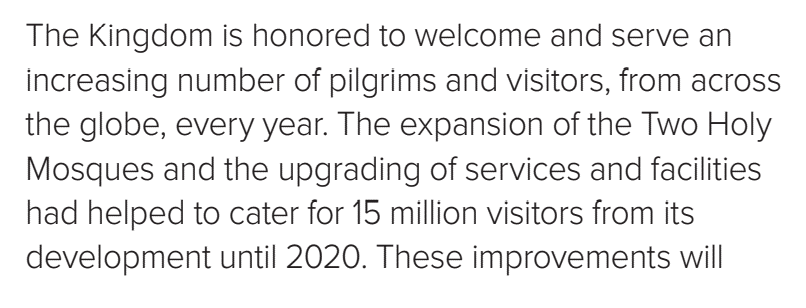 The Kingdom is honored to welcome and serve an
increasing number of pilgrims and visitors, from across
the globe, every year. The expansion of the Two Holy
Mosques and the upgrading of services and facilities
had helped to cater for 15 million visitors from its
development until 2020. These improvements will